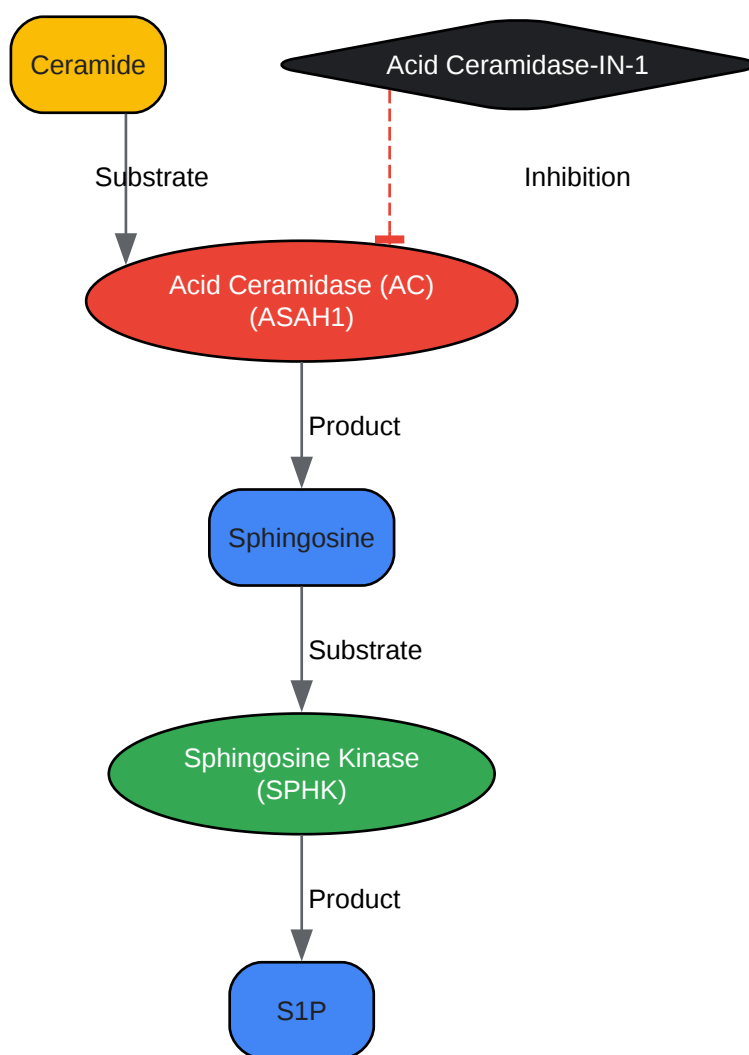 Ceramide
Acid Ceramidase-IN-1
Substrate
Inhibition
Acid Ceramidase (AC)
(ASAH1)
Product
Sphingosine
Substrate
Sphingosine Kinase
(SPHK)
Product
S1P